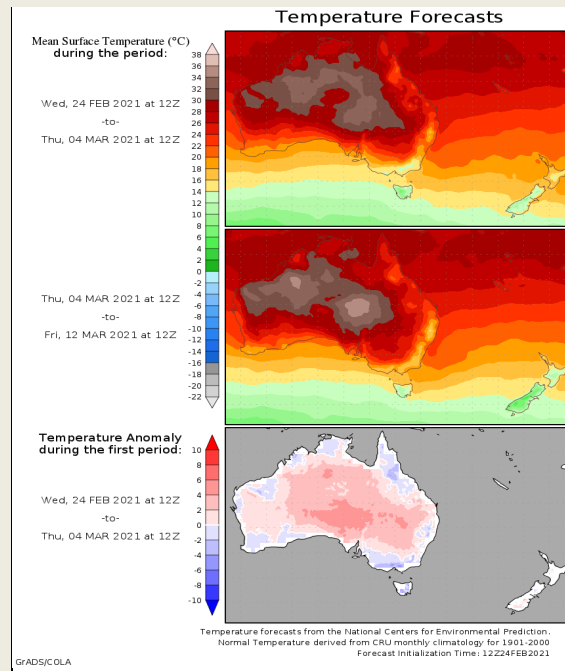 Temperature Forecasts
Mean Surface Temperature (°C)
during the period:
Wed, 24 FEB 2021 at 12Z
-to-
Thu, 04 MAR 2021 at 12Z
38
36
34
32
30
28
26
24
22
20
18
16
14
12
10
8
6
4
2
0
-2
-4
-6
-8
-10
-12
-14
-16
-18
-20
-22
Thu, 04 MAR 2021 at 12Z
-to-
Fri, 12 MAR 2021 at 12Z
Temperature Anomaly
during the first period:
Wed, 24 FEB 2021 at 12Z
-to-
Thu, 04 MAR 2021 at 12Z
10
8
6
4
2
0
-2
-4
-6
-8
-10
Temperature forecasts from the National Centers for Environmental Prediction.
Normal Temperature derived from CRU monthly climatology for 1901-2000
Forecast Initialization Time: 12Z24FEB2021
GrADS/COLA